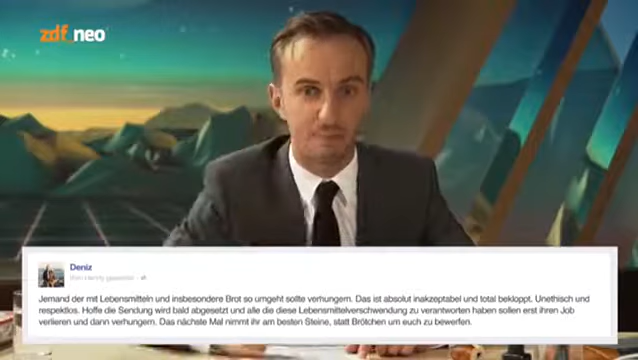 zdf_neo
Deniz
Jemand der mit Lebensmitteln und insbesondere Brot so umgeht sollte verhungern. Das ist absolut inakzeptabel und total bekloppt. Unethisch und
respektlos. Hoffe die Sendung wird bald abgesetzt und alle die diese Lebensmittelverschwendung zu verantworten haben sollen erst ihren Job
verlieren und dann verhungern. Das nächste Mal nimmt ihr am besten Steine, statt Brötchen um euch zu bewerfen.